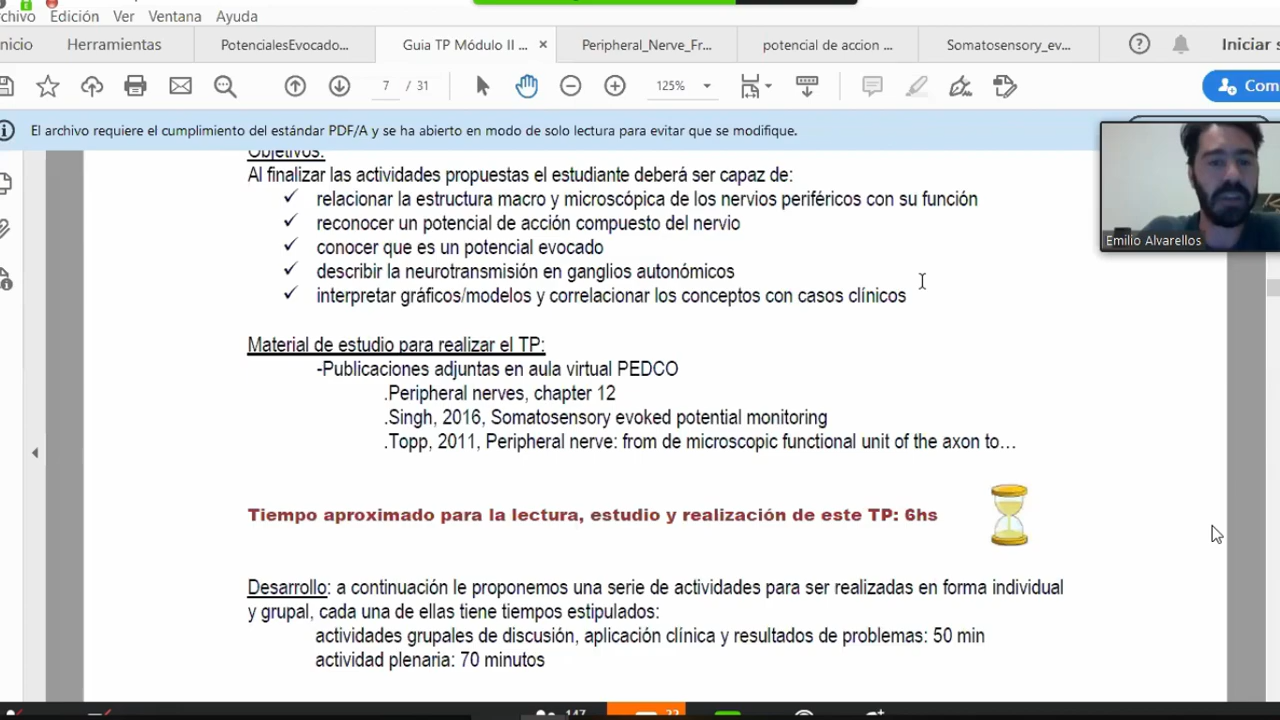 Edición Ver Ventana Ayuda
Herramientas PotencialesEvocado... Guia TP Módulo II ... × Peripheral_Nerve_Fr... potencial de accion ... Somatosensory_ev... Iniciar
7 / 31 125%
El archivo requiere el cumplimiento del estándar PDF/A y se ha abierto en modo de solo lectura para evitar que se modifique.
Objetivos:
Al finalizar las actividades propuestas el estudiante deberá ser capaz de:
✓ relacionar la estructura macro y microscópica de los nervios periféricos con su función
✓ reconocer un potencial de acción compuesto del nervio
✓ conocer que es un potencial evocado
✓ describir la neurotransmisión en ganglios autonómicos
✓ interpretar gráficos/modelos y correlacionar los conceptos con casos clínicos
Emilio Alvarellos
Material de estudio para realizar el TP:
-Publicaciones adjuntas en aula virtual PEDCO
.Peripheral nerves, chapter 12
.Singh, 2016, Somatosensory evoked potential monitoring
.Topp, 2011, Peripheral nerve: from de microscopic functional unit of the axon to...
Tiempo aproximado para la lectura, estudio y realización de este TP: 6hs
Desarrollo: a continuación le proponemos una serie de actividades para ser realizadas en forma individual
y grupal, cada una de ellas tiene tiempos estipulados:
actividades grupales de discusión, aplicación clínica y resultados de problemas: 50 min
actividad plenaria: 70 minutos